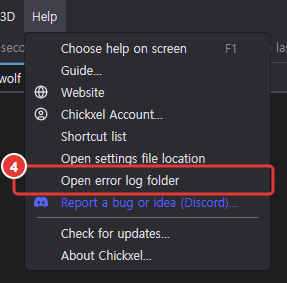 3D Help
seco
las
wolf
Choose help on screen F1
Guide...
Website
Chickxel Account...
Shortcut list
Open settings file location
4
Open error log folder
Report a bug or idea (Discord)...
Check for updates...
About Chickxel...